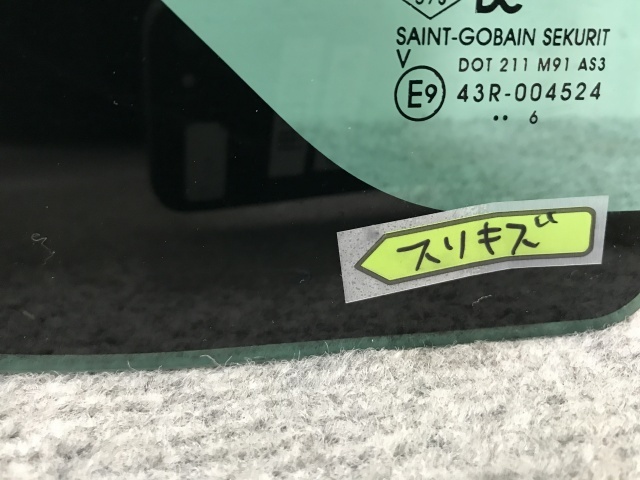 SAINT-GOBAIN SEKURIT
V
DOT 211 M91 AS3
E9 43R-004524
•• 6
スリキズ